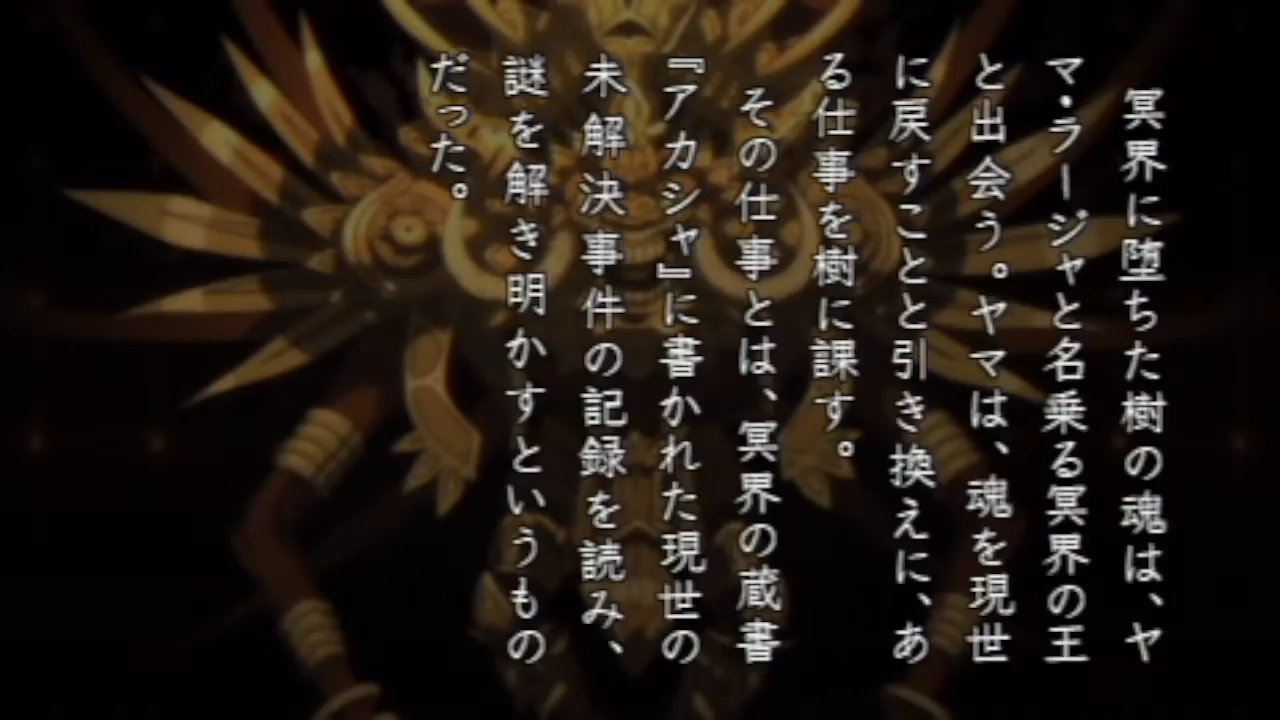 冥界に堕ちた樹の魂は、ヤ
マ・ラージャと名乗る冥界の王
と出会う。ヤマは、魂を現世
に戻すことと引き換えに、あ
る仕事を樹に課す。
その仕事とは、冥界の蔵書
『アカシャ』に書かれた現世の
未解決事件の記録を読み、
謎を解き明かすというもの
だった。